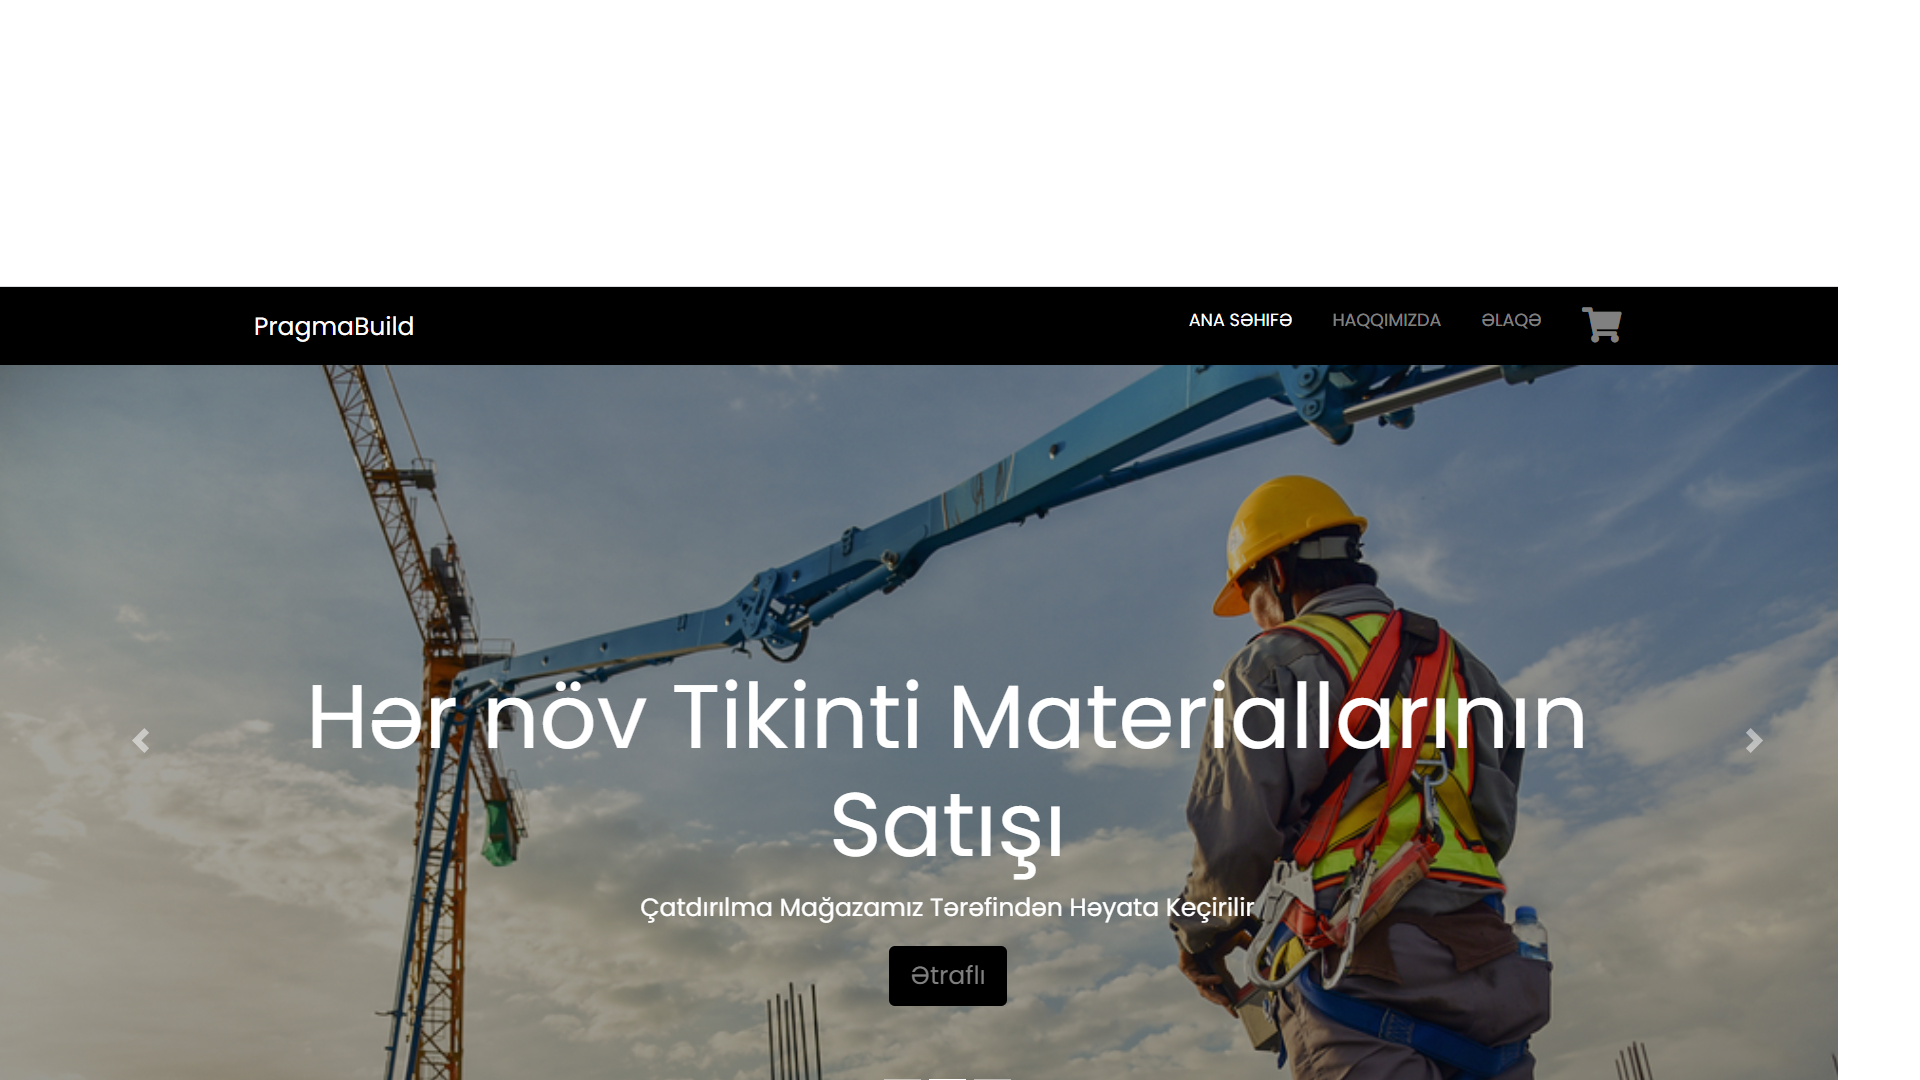 PragmaBuild
ANA SƏHIFƏ HAQQIMIZDA ƏLAQƏ
Hər növ Tikinti Materiallarının
Satışı
Çatdırılma Mağazamız Tərəfindən Həyata Keçirilir
Ətraflı